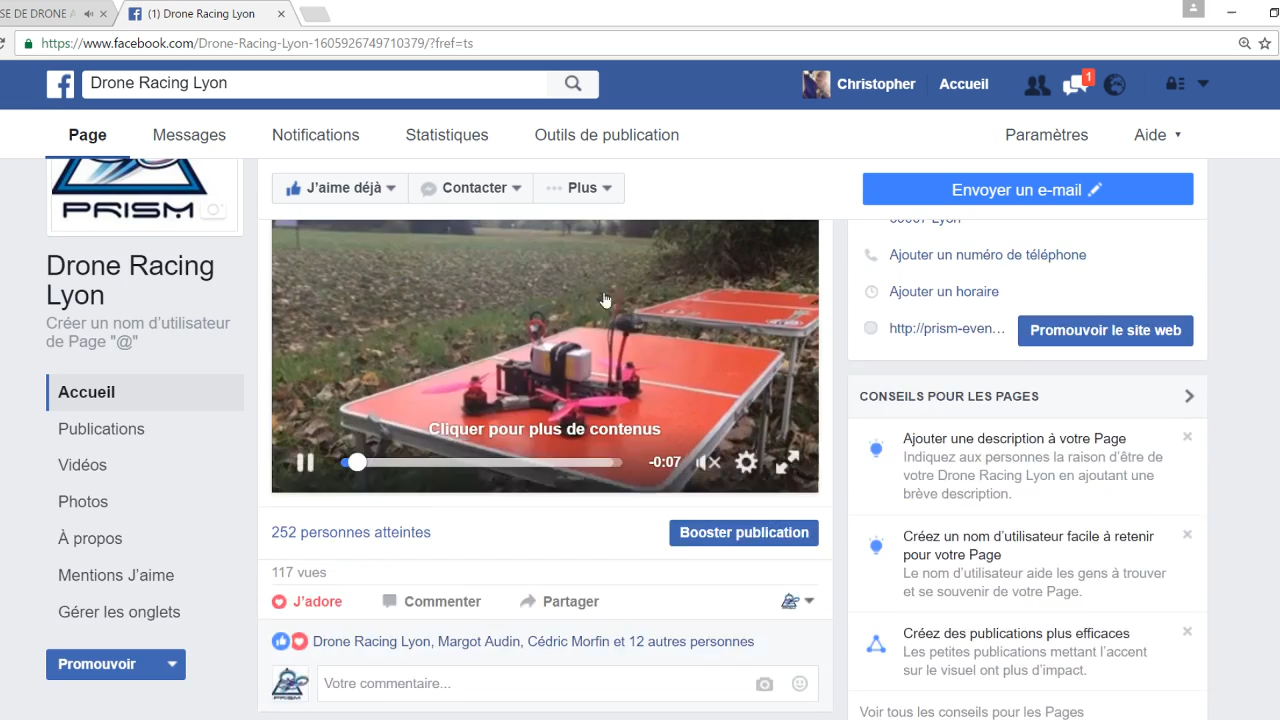 SE DE DRONE A
(1) Drone Racing Lyon
https://www.facebook.com/Drone-Racing-Lyon-1605926749710379/?fref=ts
Drone Racing Lyon
Christopher Accueil 1
Page Messages Notifications Statistiques Outils de publication Paramètres Aide
PRISM
J'aime déjà Contacter Plus
Envoyer un e-mail
Drone Racing
Lyon
Créer un nom d'utilisateur
de Page "@"
Accueil
Publications
Vidéos
Photos
À propos
Mentions J'aime
Gérer les onglets
Promouvoir
Cliquer pour plus de contenus
-0:07
252 personnes atteintes
Booster publication
117 vues
J'adore Commenter Partager
Drone Racing Lyon, Margot Audin, Cédric Morfin et 12 autres personnes
PRISM
Votre commentaire...
Lyon
Ajouter un numéro de téléphone
Ajouter un horaire
http://prism-even...
Promouvoir le site web
CONSEILS POUR LES PAGES
Ajouter une description à votre Page
Indiquez aux personnes la raison d'être de
votre Drone Racing Lyon en ajoutant une
brève description.
Créez un nom d'utilisateur facile à retenir
pour votre Page
Le nom d'utilisateur aide les gens à trouver
et se souvenir de votre Page.
Créez des publications plus efficaces
Les petites publications mettant l'accent
sur le visuel ont plus d'impact.
Voir tous les conseils pour les Pages